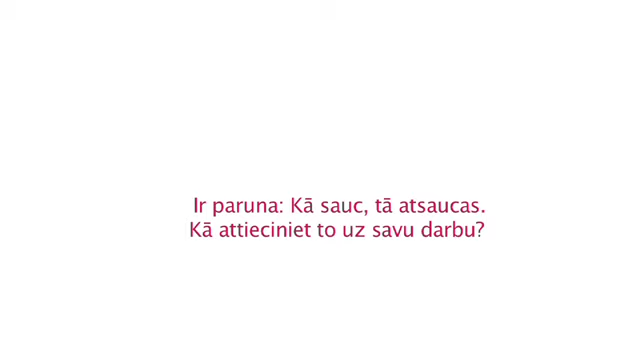 Ir paruna: Kā sauc, tā atsaucas.
Kā attieciniet to uz savu darbu?